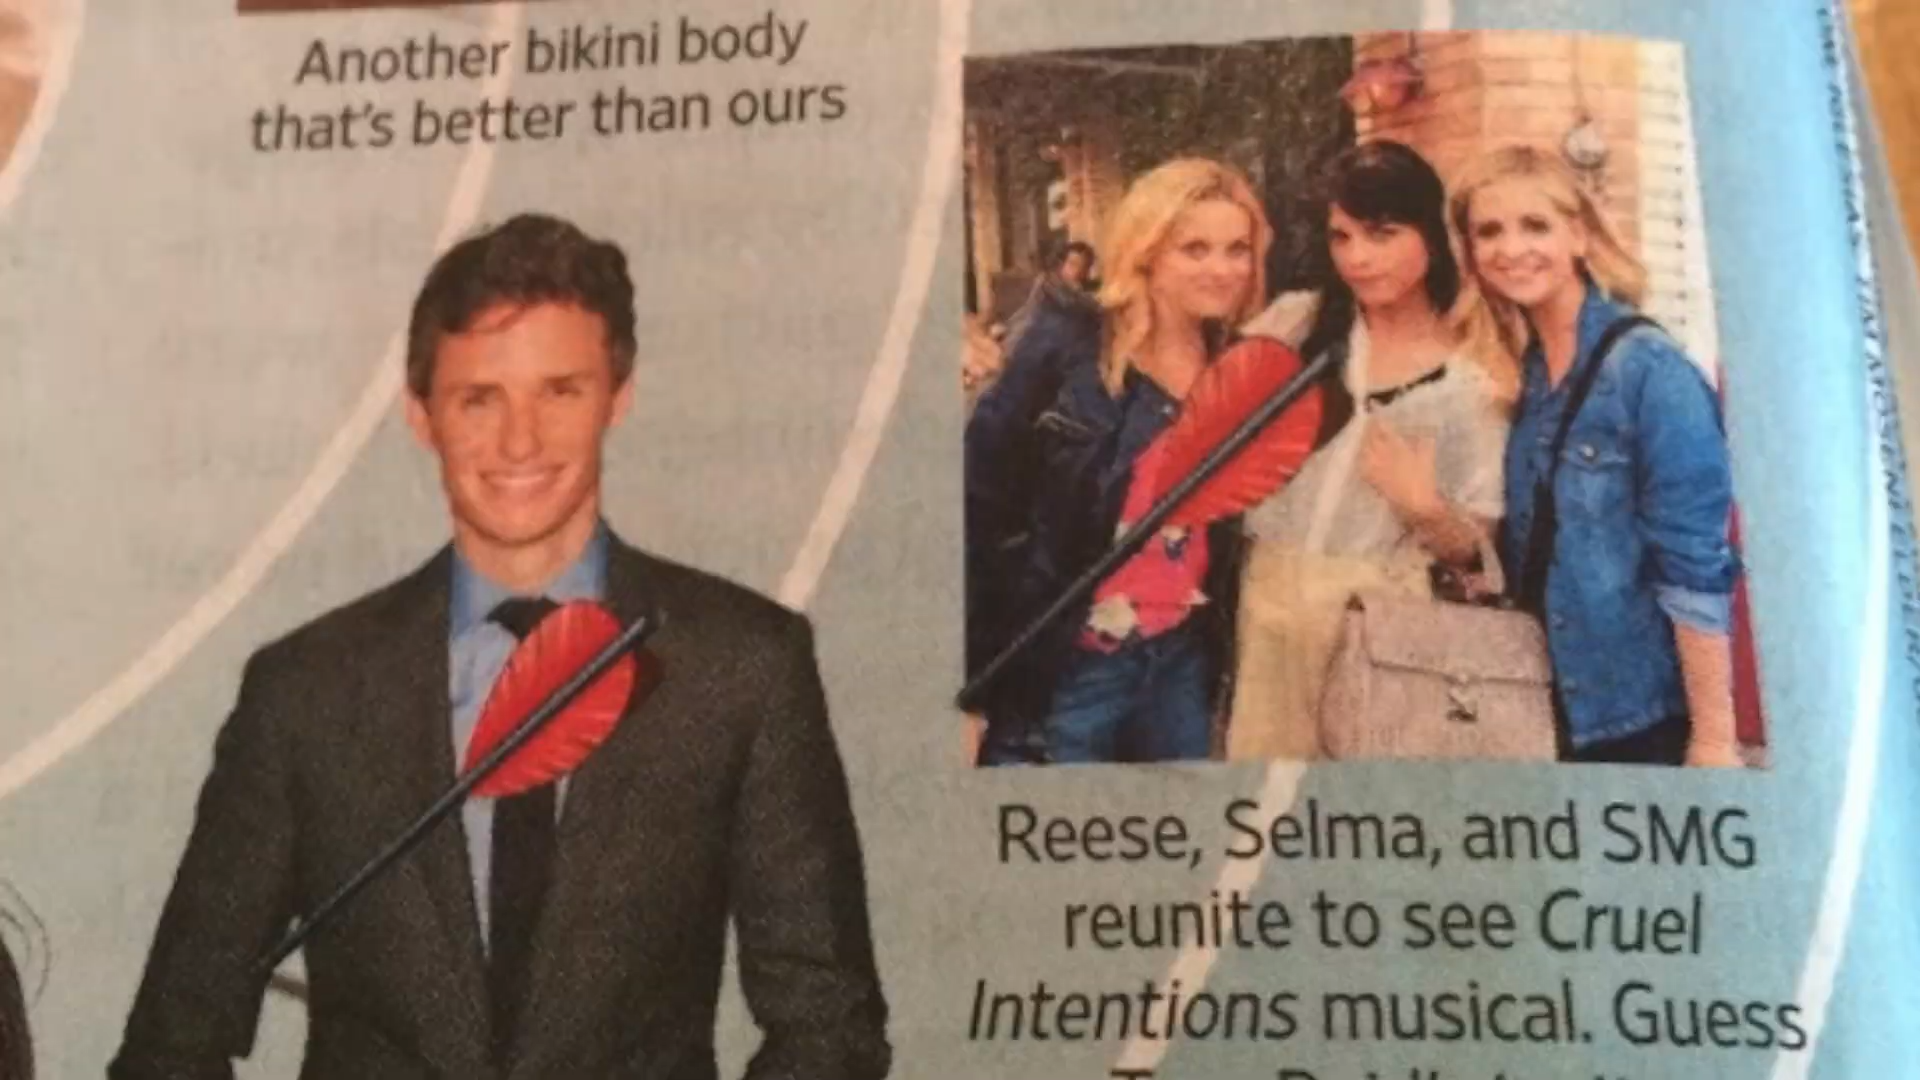 Another bikini body
that's better than ours
Reese, Selma, and SMG
reunite to see Cruel
Intentions musical. Guess